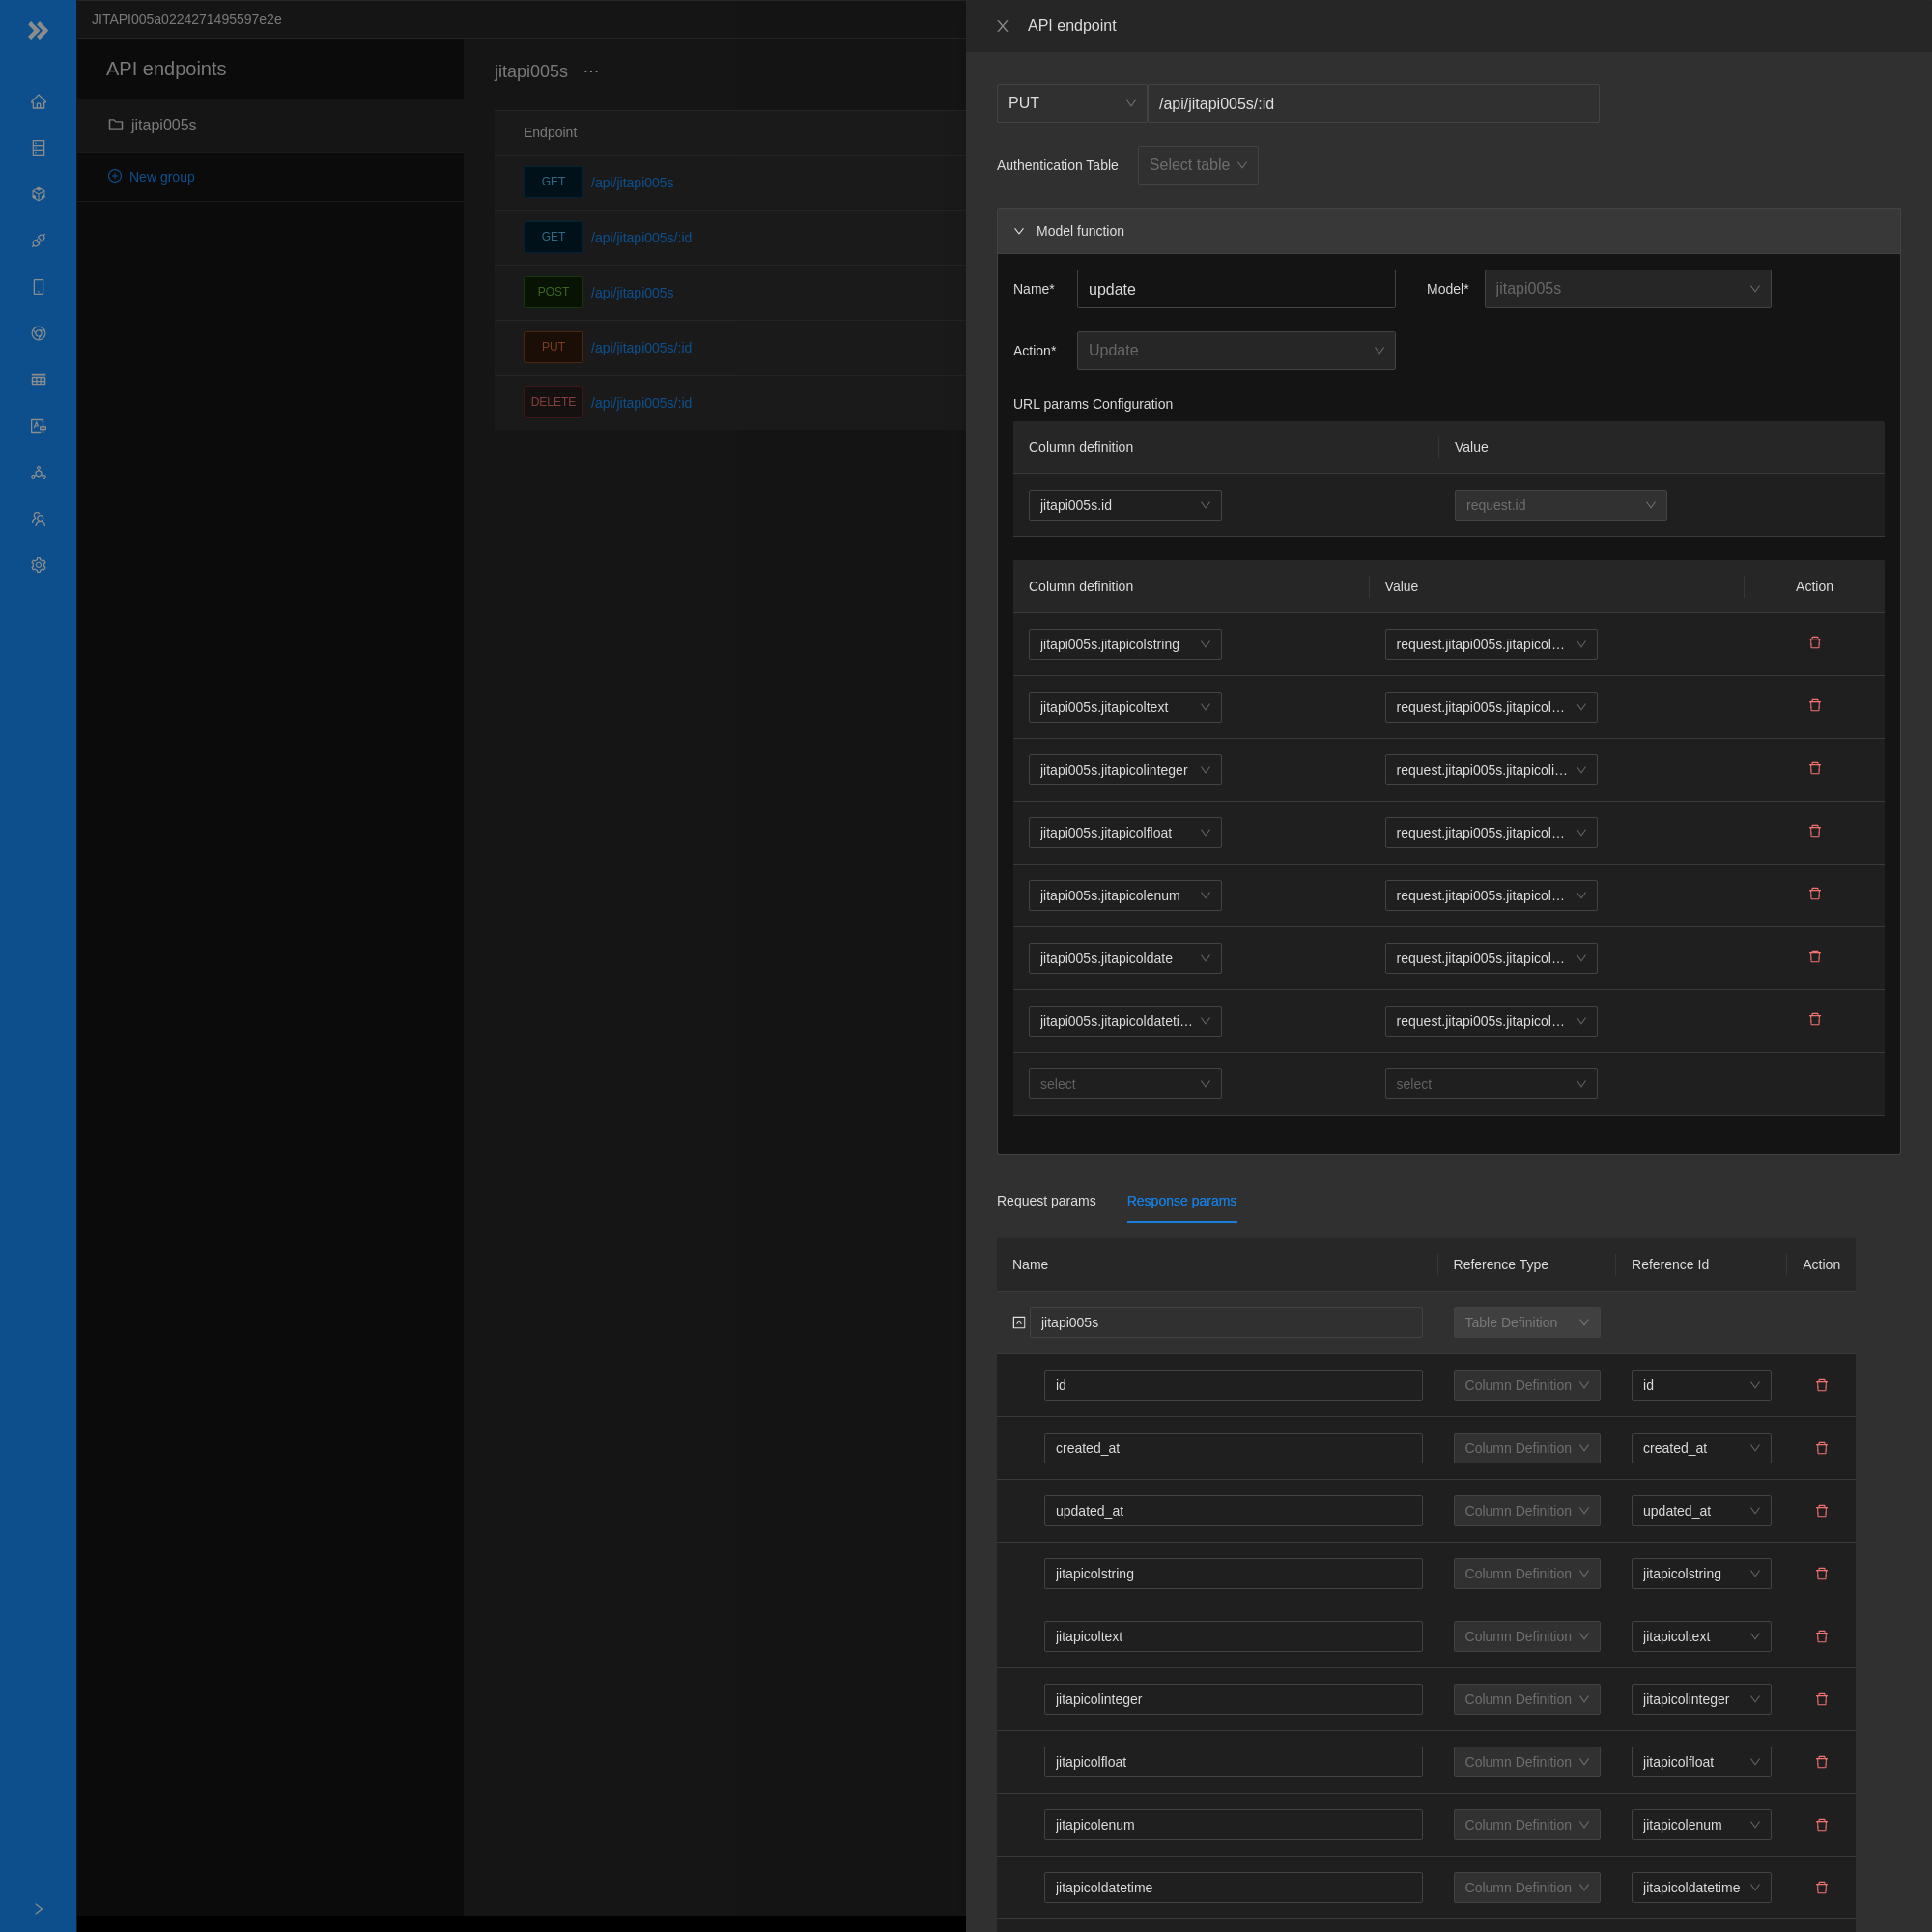 JITAPI005a0224271495597e2e
API endpoints
jitapi005s
New group
jitapi005s ...
Endpoint
GET /api/jitapi005s
GET /api/jitapi005s/:id
POST /api/jitapi005s
PUT /api/jitapi005s/:id
DELETE /api/jitapi005s/:id
API endpoint
PUT /api/jitapi005s/:id
Authentication Table Select table
Model function
Name* update Model* jitapi005s
Action* Update
URL params Configuration
Column definition Value
jitapi005s.id request.id
Column definition Value Action
jitapi005s.jitapicolstring request.jitapi005s.jitapicol...
jitapi005s.jitapicoltext request.jitapi005s.jitapicol...
jitapi005s.jitapicolinteger request.jitapi005s.jitapicoli...
jitapi005s.jitapicolfloat request.jitapi005s.jitapicol...
jitapi005s.jitapicolenum request.jitapi005s.jitapicol...
jitapi005s.jitapicoldate request.jitapi005s.jitapicol...
jitapi005s.jitapicoldateti... request.jitapi005s.jitapicol...
select select
Request params Response params
Name Reference Type Reference Id Action
jitapi005s Table Definition
id Column Definition id
created_at Column Definition created_at
updated_at Column Definition updated_at
jitapicolstring Column Definition jitapicolstring
jitapicoltext Column Definition jitapicoltext
jitapicolinteger Column Definition jitapicolinteger
jitapicolfloat Column Definition jitapicolfloat
jitapicolenum Column Definition jitapicolenum
jitapicoldatetime Column Definition jitapicoldatetime